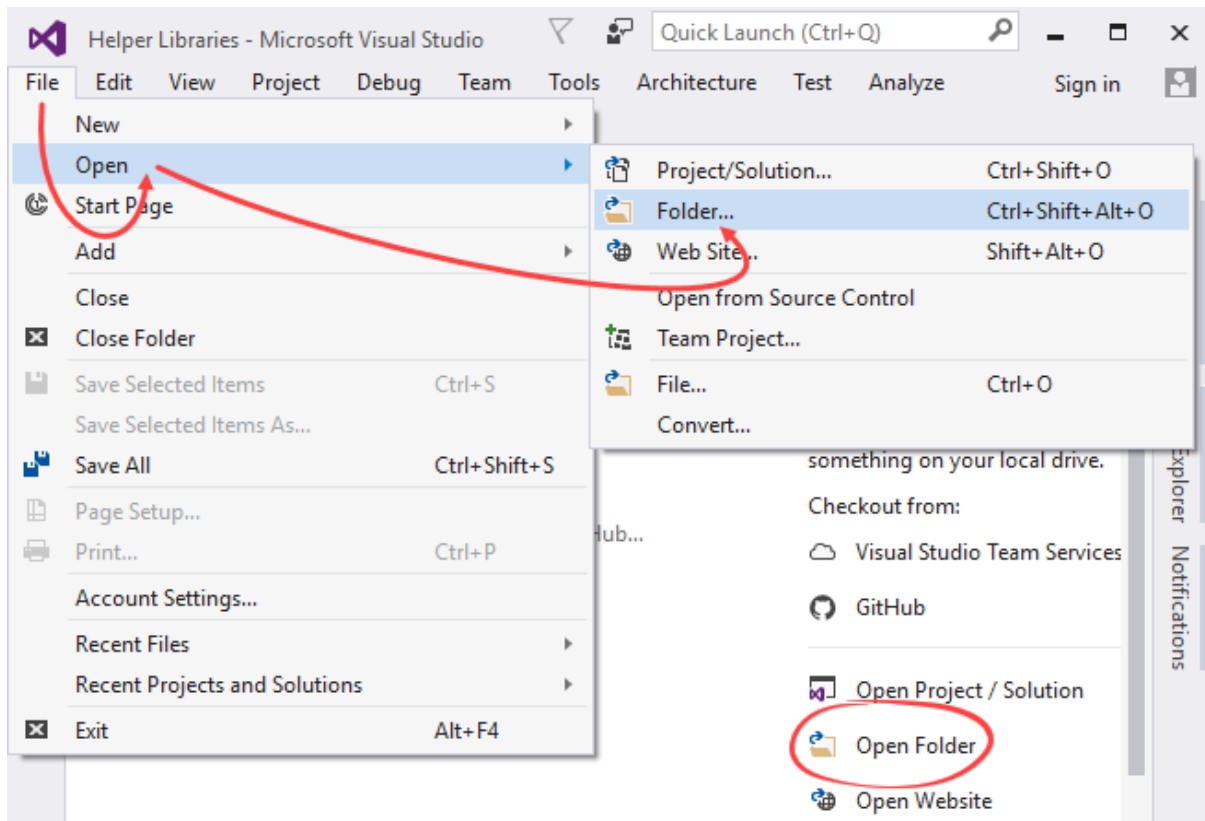 Helper Libraries - Microsoft Visual Studio
Quick Launch (Ctrl+Q)
File Edit View Project Debug Team Tools Architecture Test Analyze Sign in
New
Open
Start Page
Add
Close
Close Folder
Save Selected Items Ctrl+S
Save Selected Items As...
Save All Ctrl+Shift+S
Page Setup...
Print... Ctrl+P
Account Settings...
Recent Files
Recent Projects and Solutions
Exit Alt+F4
Project/Solution... Ctrl+Shift+O
Folder... Ctrl+Shift+Alt+O
Web Site... Shift+Alt+O
Open from Source Control
Team Project...
File... Ctrl+O
Convert...
something on your local drive.
Checkout from:
Visual Studio Team Services
GitHub
Open Project / Solution
Open Folder
Open Website
Explorer
Notifications